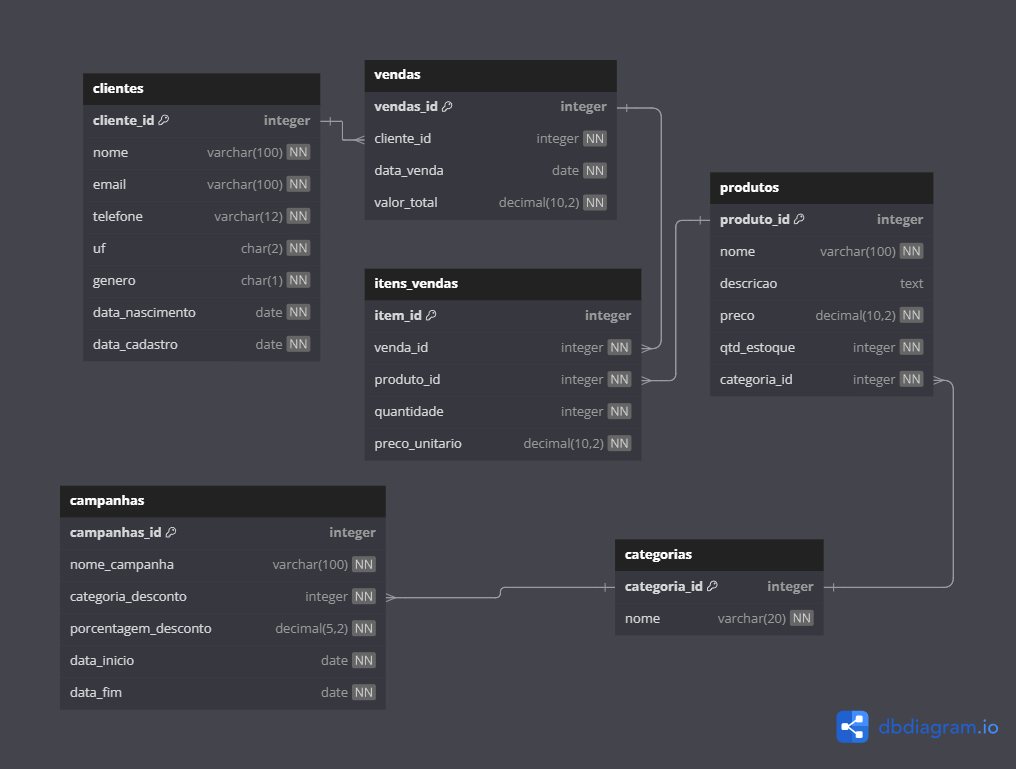 clientes
cliente_id integer
nome varchar(100) NN
email varchar(100) NN
telefone varchar(12) NN
uf char(2) NN
genero char(1) NN
data_nascimento date NN
data_cadastro date NN
vendas
vendas_id integer
cliente_id integer NN
data_venda date NN
valor_total decimal(10,2) NN
itens_vendas
item_id integer
venda_id integer NN
produto_id integer NN
quantidade integer NN
preco_unitario decimal(10,2) NN
produtos
produto_id integer
nome varchar(100) NN
descricao text
preco decimal(10,2) NN
qtd_estoque integer NN
categoria_id integer NN
campanhas
campanhas_id integer
nome_campanha varchar(100) NN
categoria_desconto integer NN
porcentagem_desconto decimal(5,2) NN
data_inicio date NN
data_fim date NN
categorias
categoria_id integer
nome varchar(20) NN
dbdiagram.io